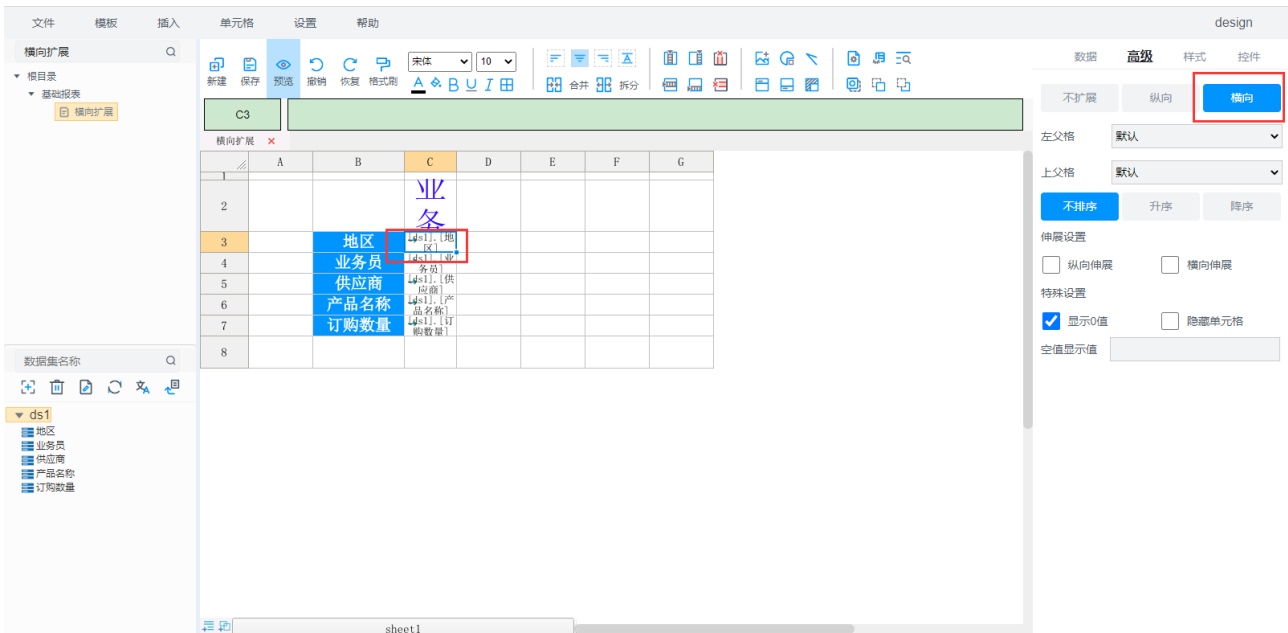 文件 模板 插入 单元格 设置 帮助 design
横向扩展
根目录
基础报表
横向扩展
新建 保存 预览 撤销 恢复 格式刷
宋体 10
合并 拆分
C3
横向扩展 ×
A B C D E F G
1
2 业务
3 地区 [ds1].[地区]
4 业务员 [ds1].[业务员]
5 供应商 [ds1].[供应商]
6 产品名称 [ds1].[产品名称]
7 订购数量 [ds1].[订购数量]
8
数据集名称
ds1
地区
业务员
供应商
产品名称
订购数量
sheet1
数据 高级 样式 控件
不扩展 纵向 横向
左父格 默认
上父格 默认
不排序 升序 降序
伸展设置
纵向伸展 横向伸展
特殊设置
显示0值 隐藏单元格
空值显示值